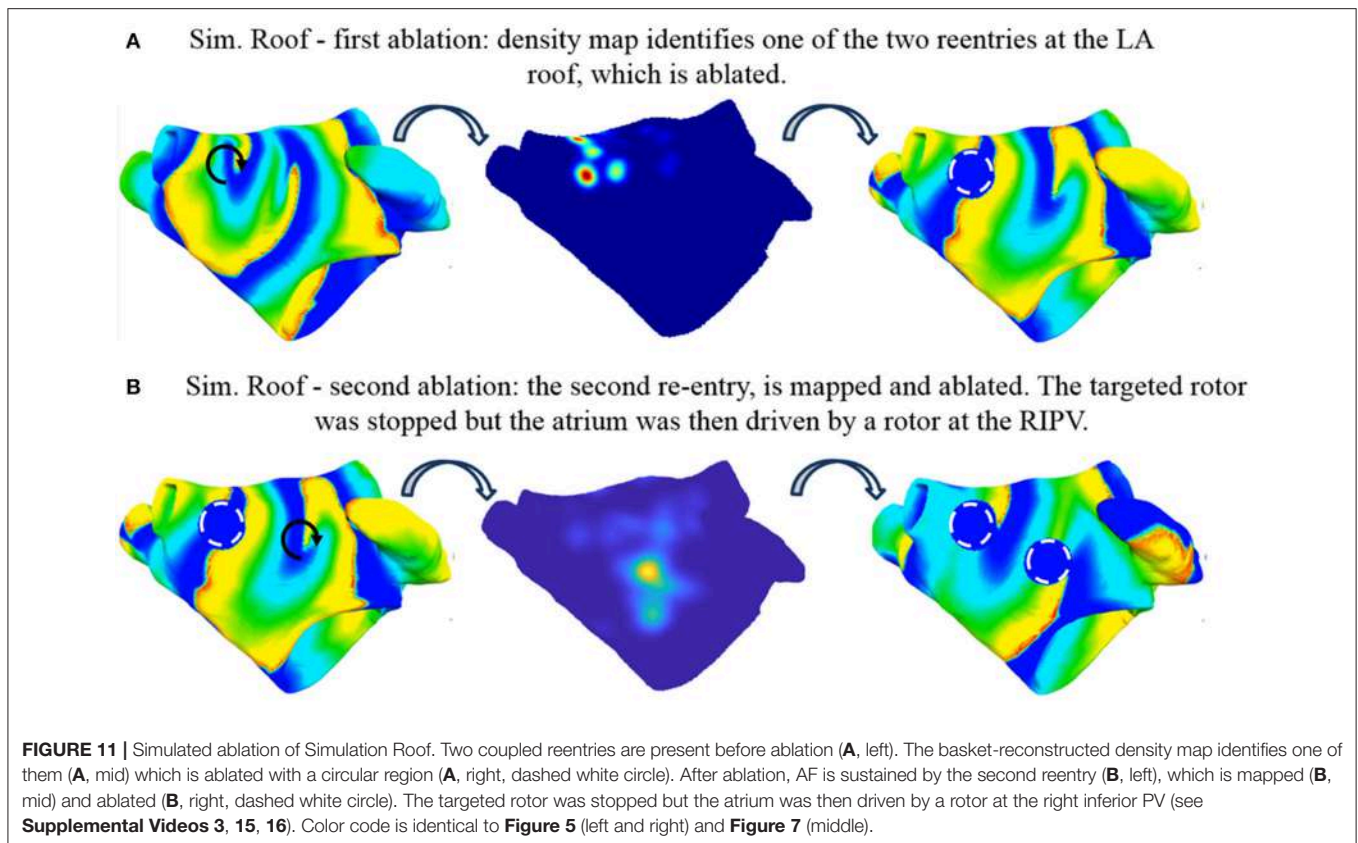 A Sim. Roof - first ablation: density map identifies one of the two reentries at the LA
roof, which is ablated.
B Sim. Roof - second ablation: the second re-entry, is mapped and ablated. The targeted rotor
was stopped but the atrium was then driven by a rotor at the RIPV.
FIGURE 11 | Simulated ablation of Simulation Roof. Two coupled reentries are present before ablation (A, left). The basket-reconstructed density map identifies one of
them (A, mid) which is ablated with a circular region (A, right, dashed white circle). After ablation, AF is sustained by the second reentry (B, left), which is mapped (B,
mid) and ablated (B, right, dashed white circle). The targeted rotor was stopped but the atrium was then driven by a rotor at the right inferior PV (see
Supplemental Videos 3, 15, 16). Color code is identical to Figure 5 (left and right) and Figure 7 (middle).